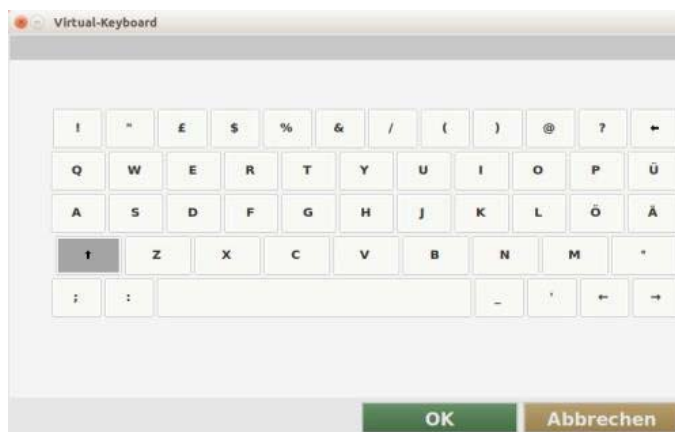 Virtual-Keyboard
! " £ $ % & / ( ) @ ? ←
Q W E R T Y U I O P Ü
A S D F G H J K L Ö Ä
↑ Z X C V B N M
; : _ ' ← →
OK Abbrechen